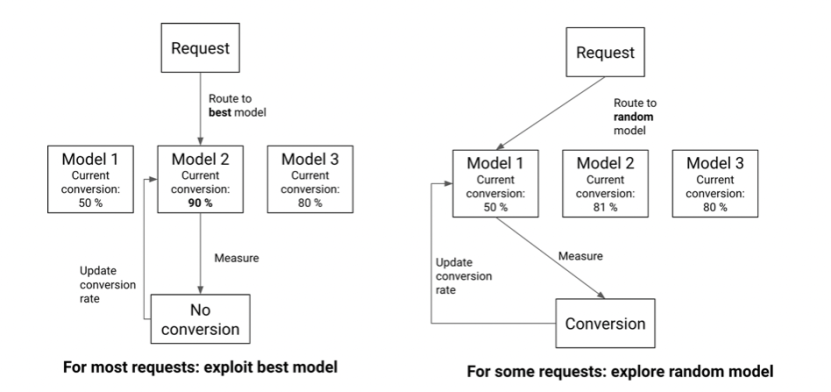 Request
Route to
best model
Model 1
Current
conversion:
50 %
Model 2
Current
conversion:
90 %
Model 3
Current
conversion:
80 %
Measure
Update
conversion
rate
No
conversion
For most requests: exploit best model
Request
Route to
random
model
Model 1
Current
conversion:
50 %
Model 2
Current
conversion:
81 %
Model 3
Current
conversion:
80 %
Measure
Update
conversion
rate
Conversion
For some requests: explore random model